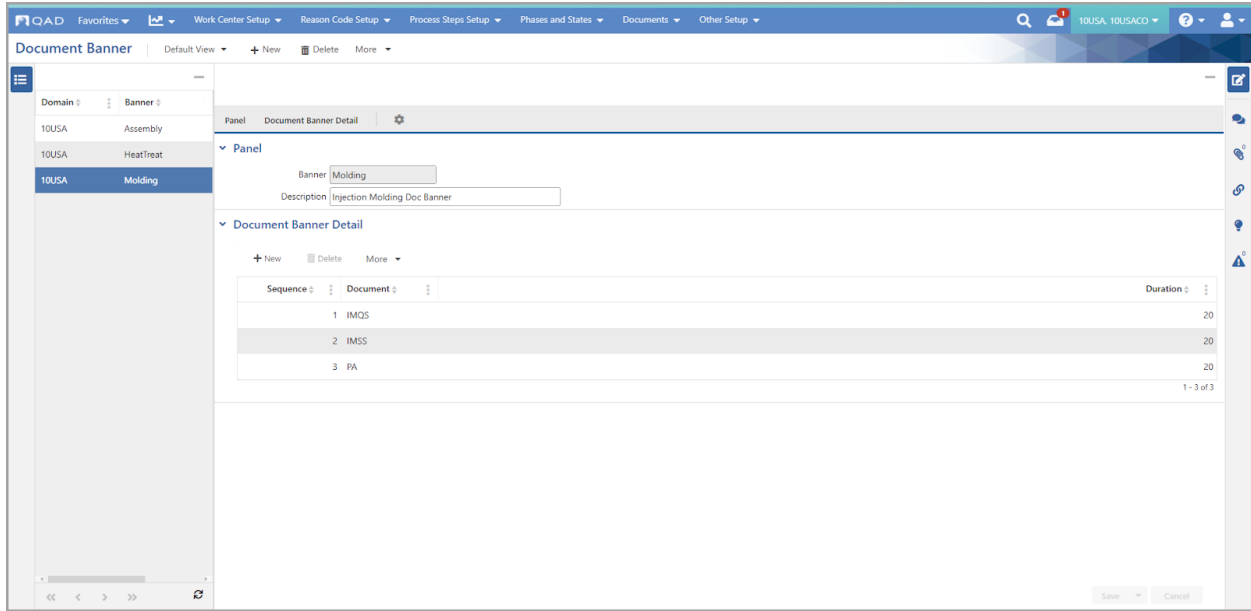 QAD Favorites Work Center Setup Reason Code Setup Process Steps Setup Phases and States Documents Other Setup 1 10USA, 10USACO
Document Banner Default View New Delete More
Domain Banner
10USA Assembly
10USA HeatTreat
10USA Molding
Panel Document Banner Detail
Panel
Banner Molding
Description Injection Molding Doc Banner
Document Banner Detail
New Delete More
Sequence Document Duration
1 IMQS 20
2 IMSS 20
3 PA 20
1 - 3 of 3
0
0
Save Cancel